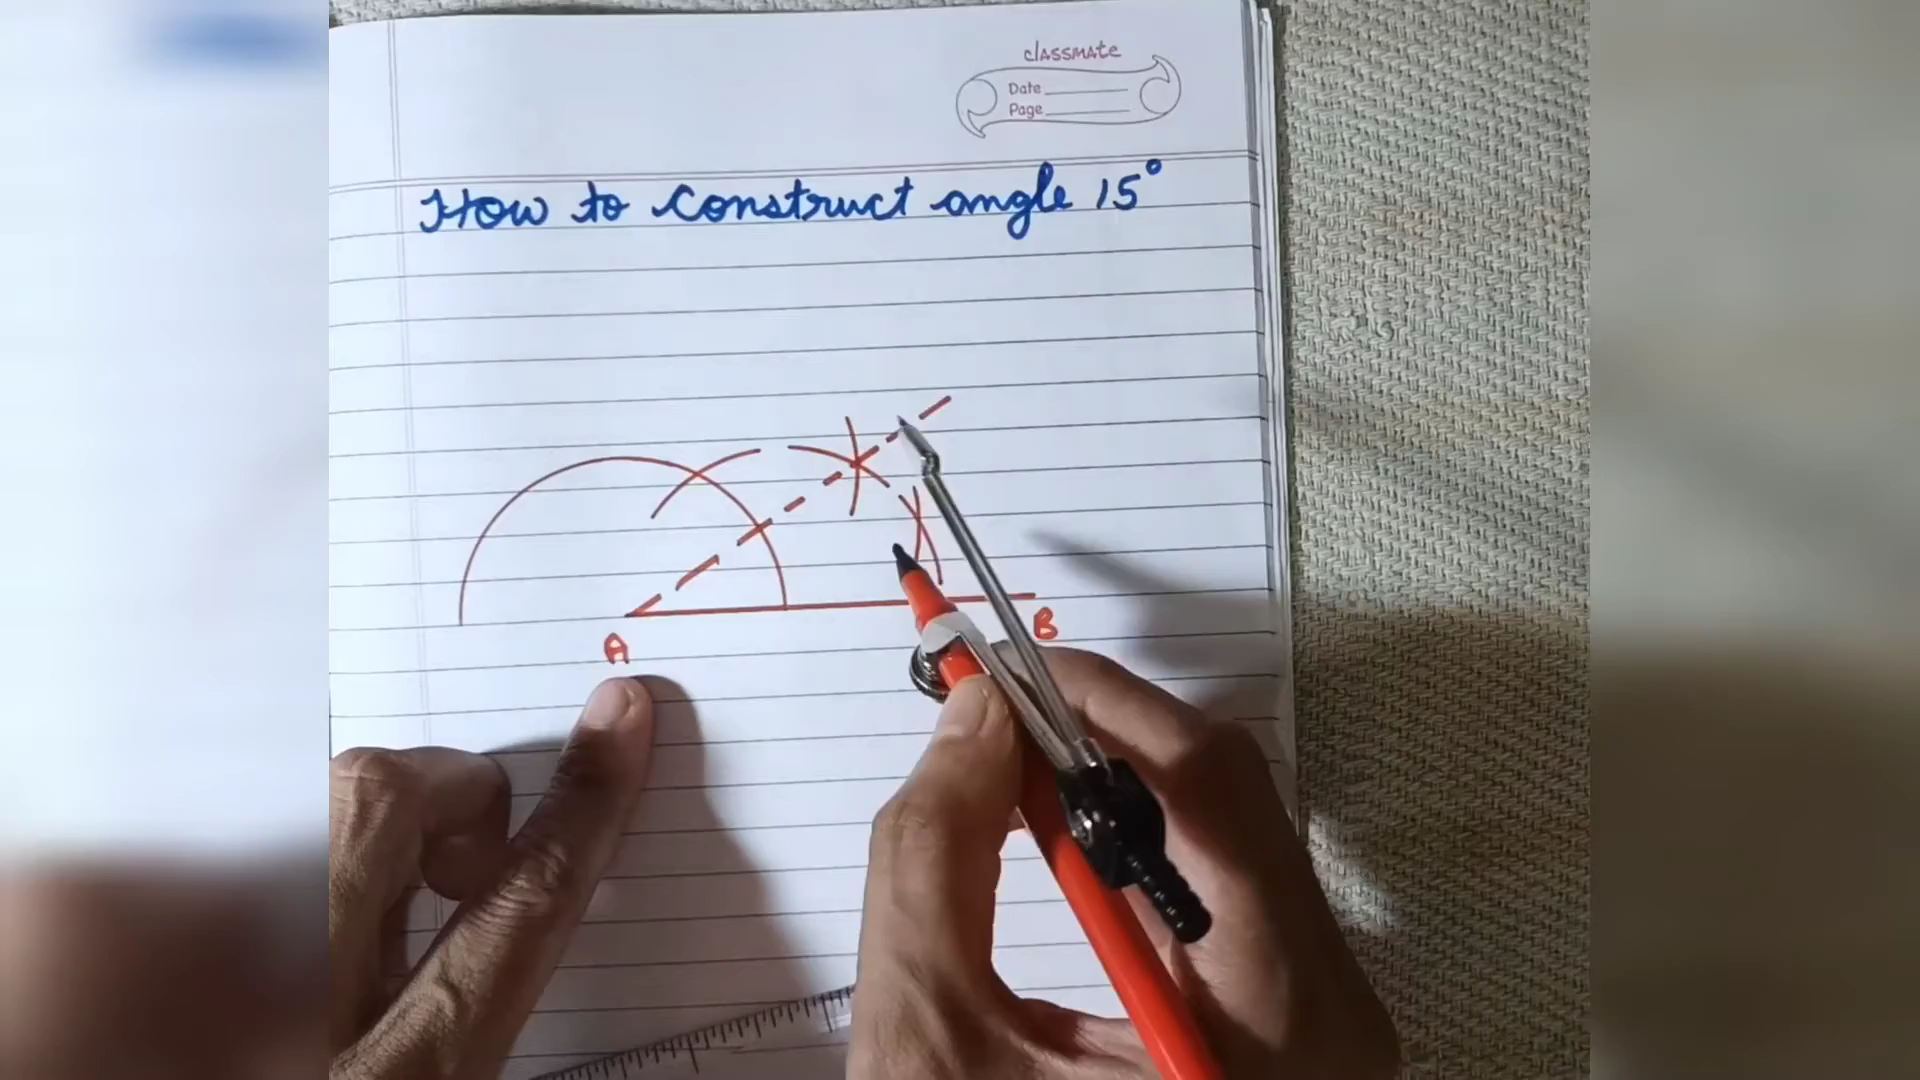 classmate
Date
Page
How to construct angle 15°
A
B